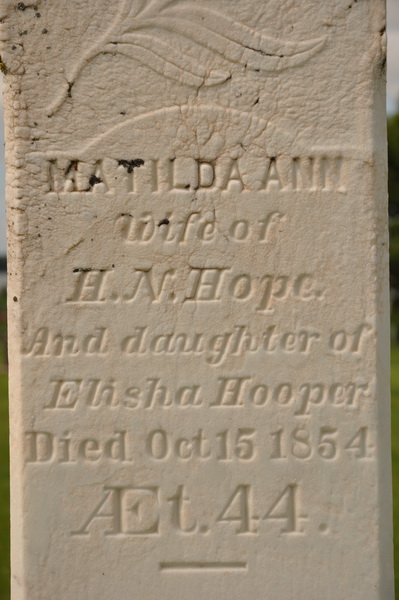 MATILDA ANN
Wife of
H. N. Hope.
And daughter of
Elisha Hooper
Died Oct 15 1854
Æt. 44.